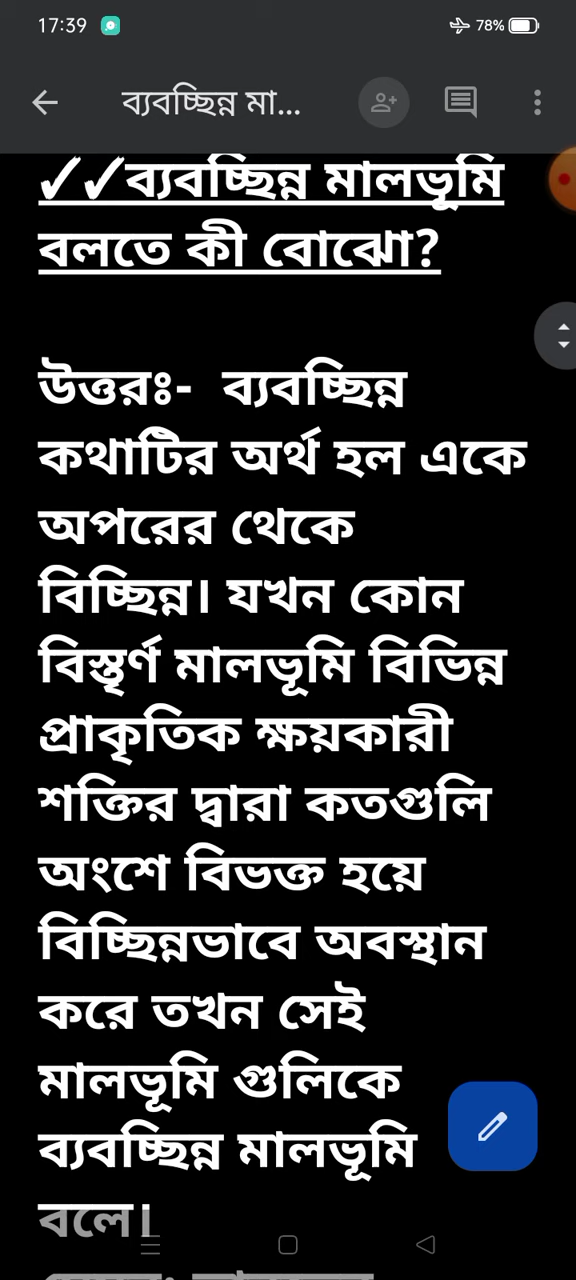 17:39
78%
ব্যবচ্ছিন্ন মা...
✓✓ব্যবচ্ছিন্ন মালভূমি
বলতে কী বোঝো?
উত্তরঃ- ব্যবচ্ছিন্ন
কথাটির অর্থ হল একে
অপরের থেকে
বিচ্ছিন্ন। যখন কোন
বিস্তৃর্ণ মালভূমি বিভিন্ন
প্রাকৃতিক ক্ষয়কারী
শক্তির দ্বারা কতগুলি
অংশে বিভক্ত হয়ে
বিচ্ছিন্নভাবে অবস্থান
করে তখন সেই
মালভূমি গুলিকে
ব্যবচ্ছিন্ন মালভূমি
বলে।